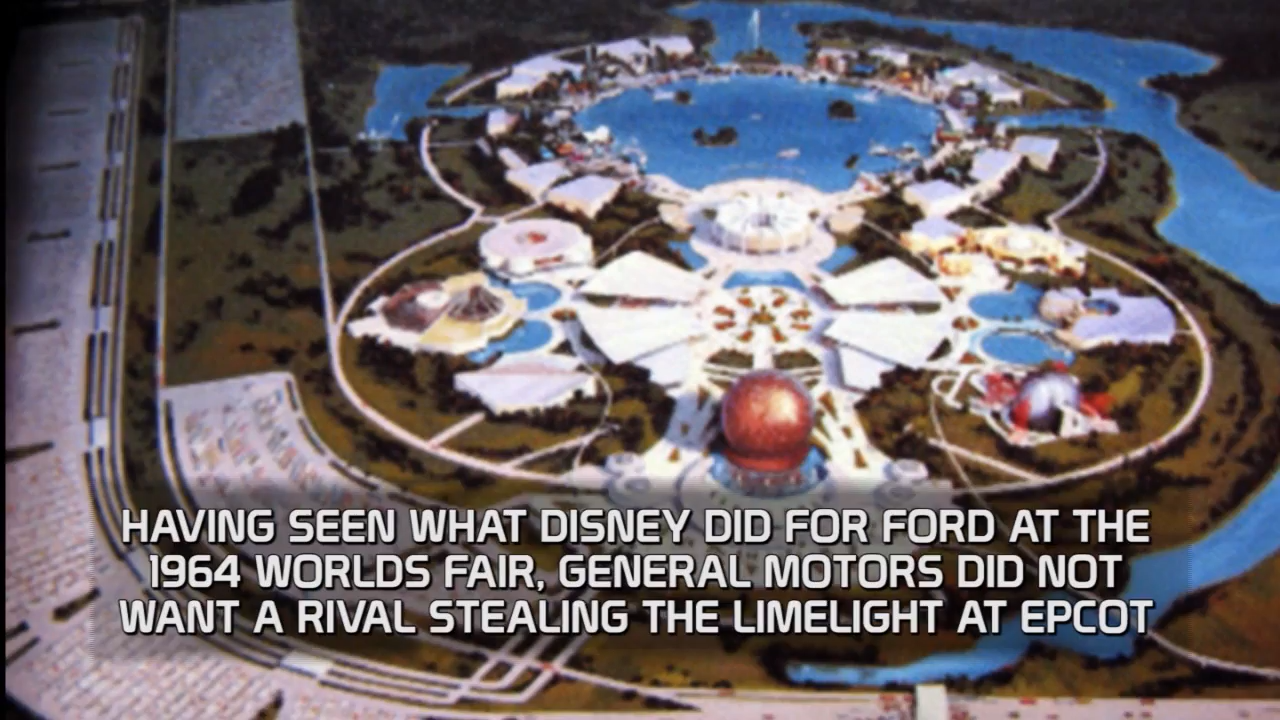 HAVING SEEN WHAT DISNEY DID FOR FORD AT THE
1964 WORLDS FAIR, GENERAL MOTORS DID NOT
WANT A RIVAL STEALING THE LIMELIGHT AT EPCOT